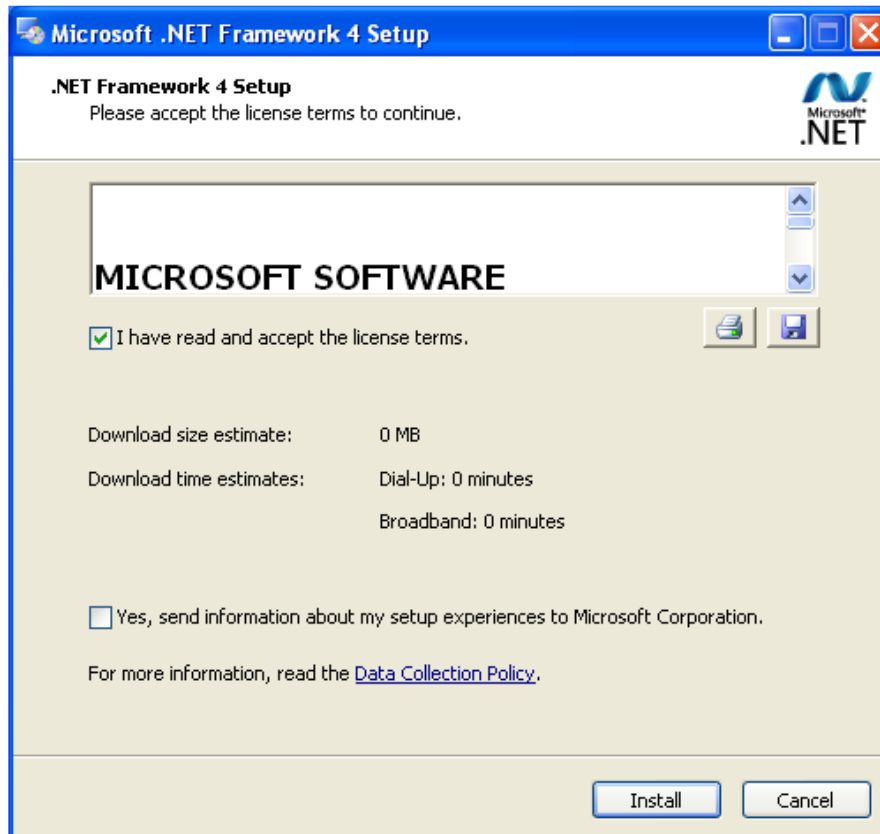 Microsoft .NET Framework 4 Setup
.NET Framework 4 Setup
Please accept the license terms to continue.
Microsoft®
.NET
MICROSOFT SOFTWARE
I have read and accept the license terms.
Download size estimate: 0 MB
Download time estimates: Dial-Up: 0 minutes
Broadband: 0 minutes
Yes, send information about my setup experiences to Microsoft Corporation.
For more information, read the Data Collection Policy.
Install Cancel